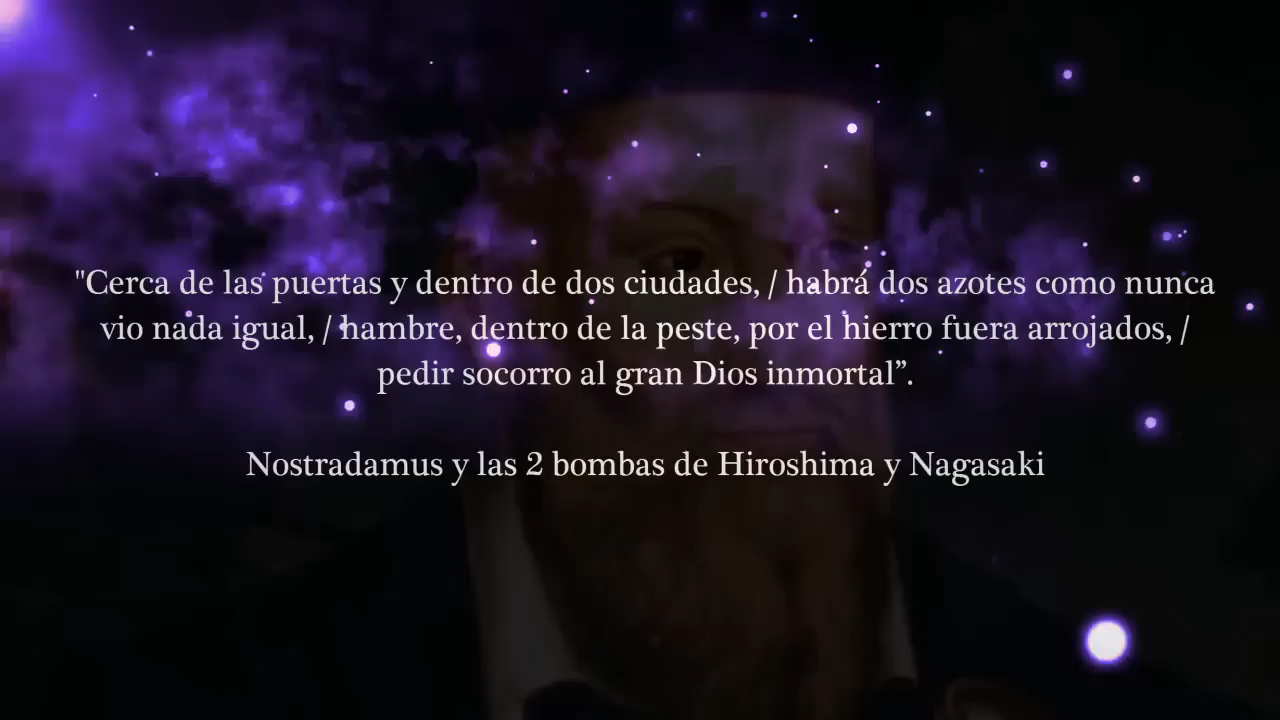 "Cerca de las puertas y dentro de dos ciudades, / habrá dos azotes como nunca
vio nada igual, / hambre, dentro de la peste, por el hierro fuera arrojados, /
pedir socorro al gran Dios inmortal”.
Nostradamus y las 2 bombas de Hiroshima y Nagasaki